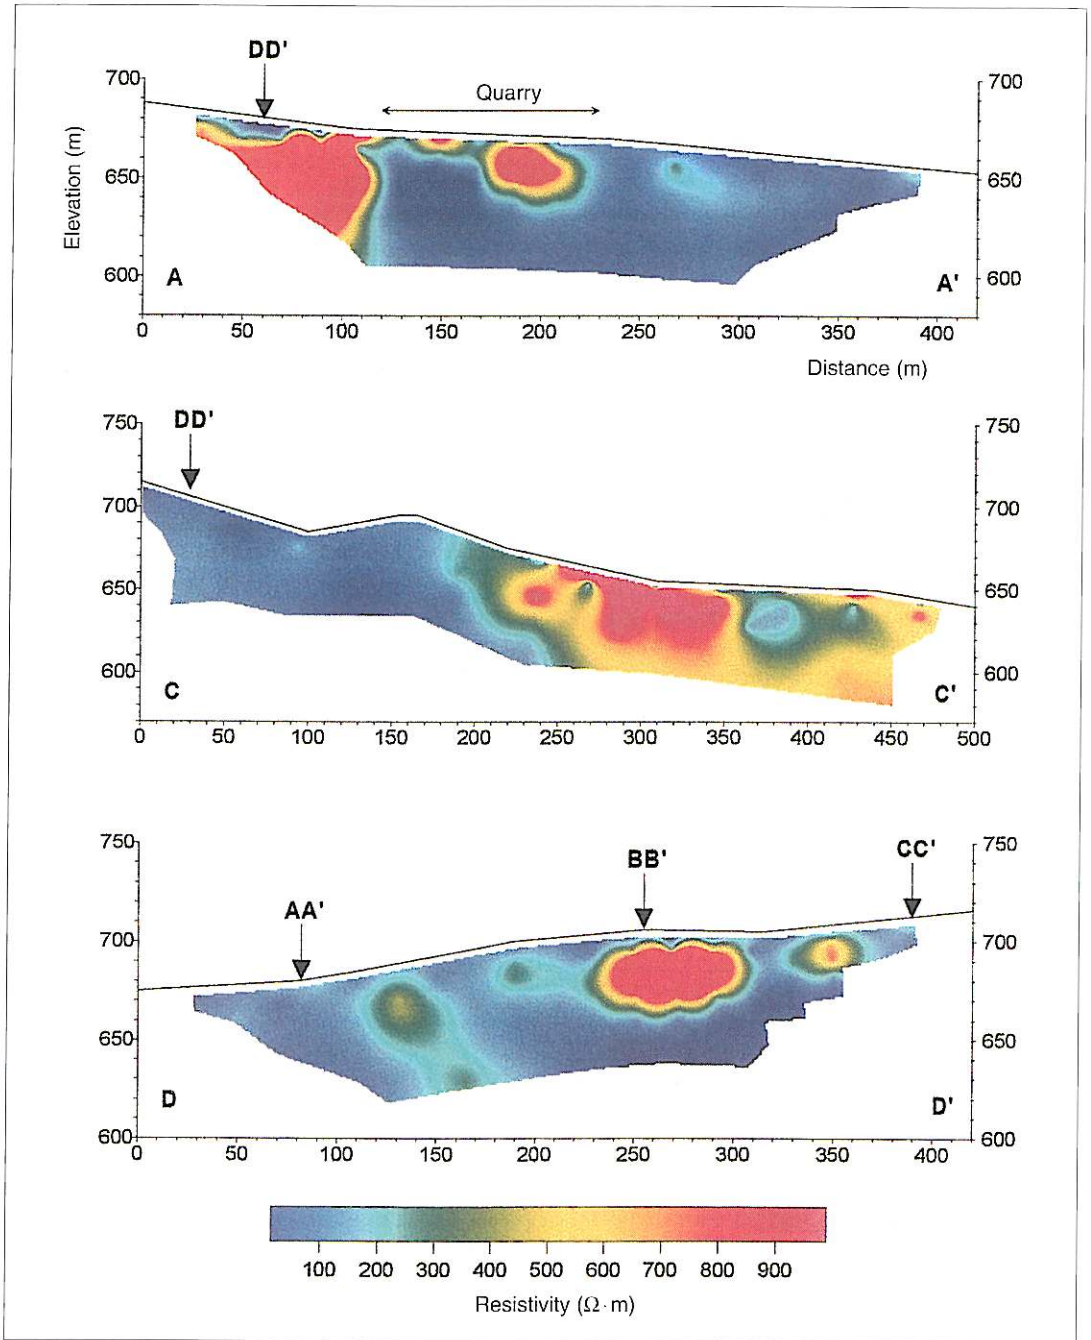 DD'
700
700
Quarry
Elevation (m)
650
650
600
600
A
A'
0 50 100 150 200 250 300 350 400
Distance (m)
750
750
DD'
700
700
650
650
600
600
C
C'
0 50 100 150 200 250 300 350 400 450 500
750
750
BB'
CC'
AA'
700
700
650
650
D
D'
600
600
0 50 100 150 200 250 300 350 400
100 200 300 400 500 600 700 800 900
Resistivity (Ω·m)